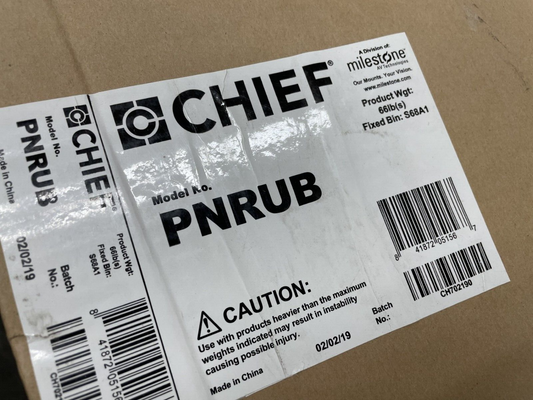 CHIEF®
A Division of:
milestone
AV Technologies
Our Mounts. Your Vision.
www.milestone.com
Product Wgt:
66lb(s)
Fixed Bin: S68A1
Model No.
PNRUB
8 41872 05156 7
CH702190
CAUTION:
Use with products heavier than the maximum
weights indicated may result in instability
causing possible injury.
Made in China
02/02/19
Batch
No.:
CHIEF
Model No.
PNRUB
Made in China
Product Wgt:
66lb(s)
Fixed Bin:
S68A1
02/02/19
Batch
No.:
8 41872 05156